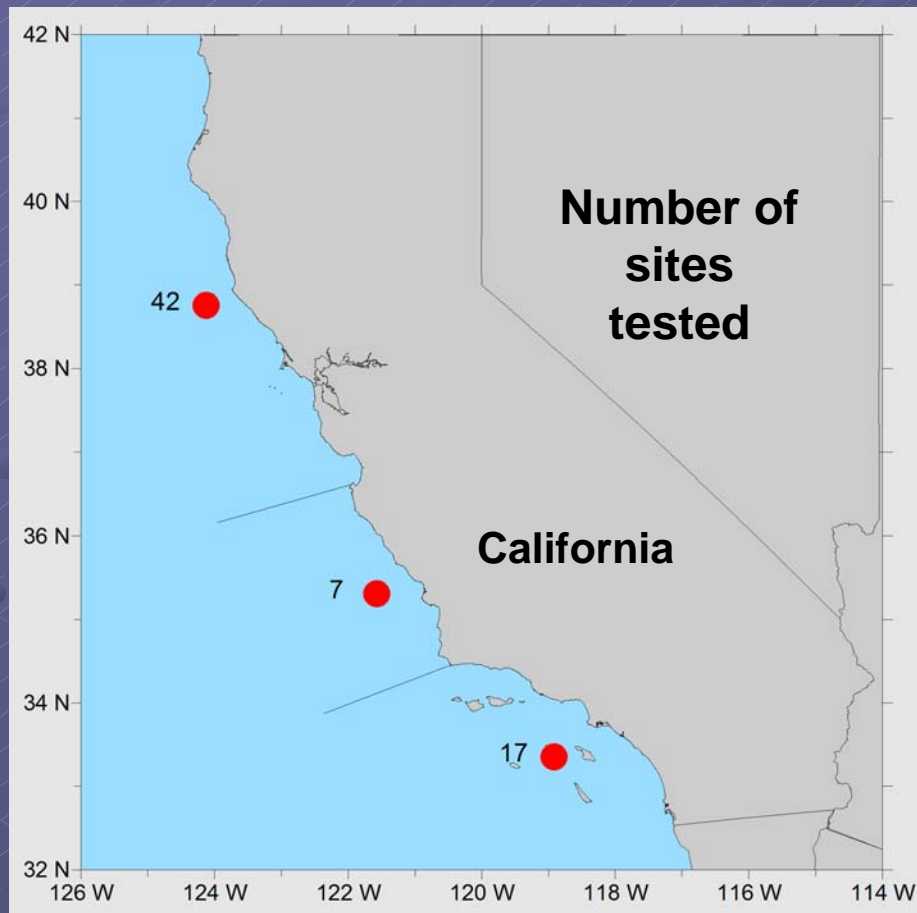 42 N
40 N
38 N
36 N
34 N
32 N
126 W 124 W 122 W 120 W 118 W 116 W 114 W
Number of
sites
tested
42
California
7
17